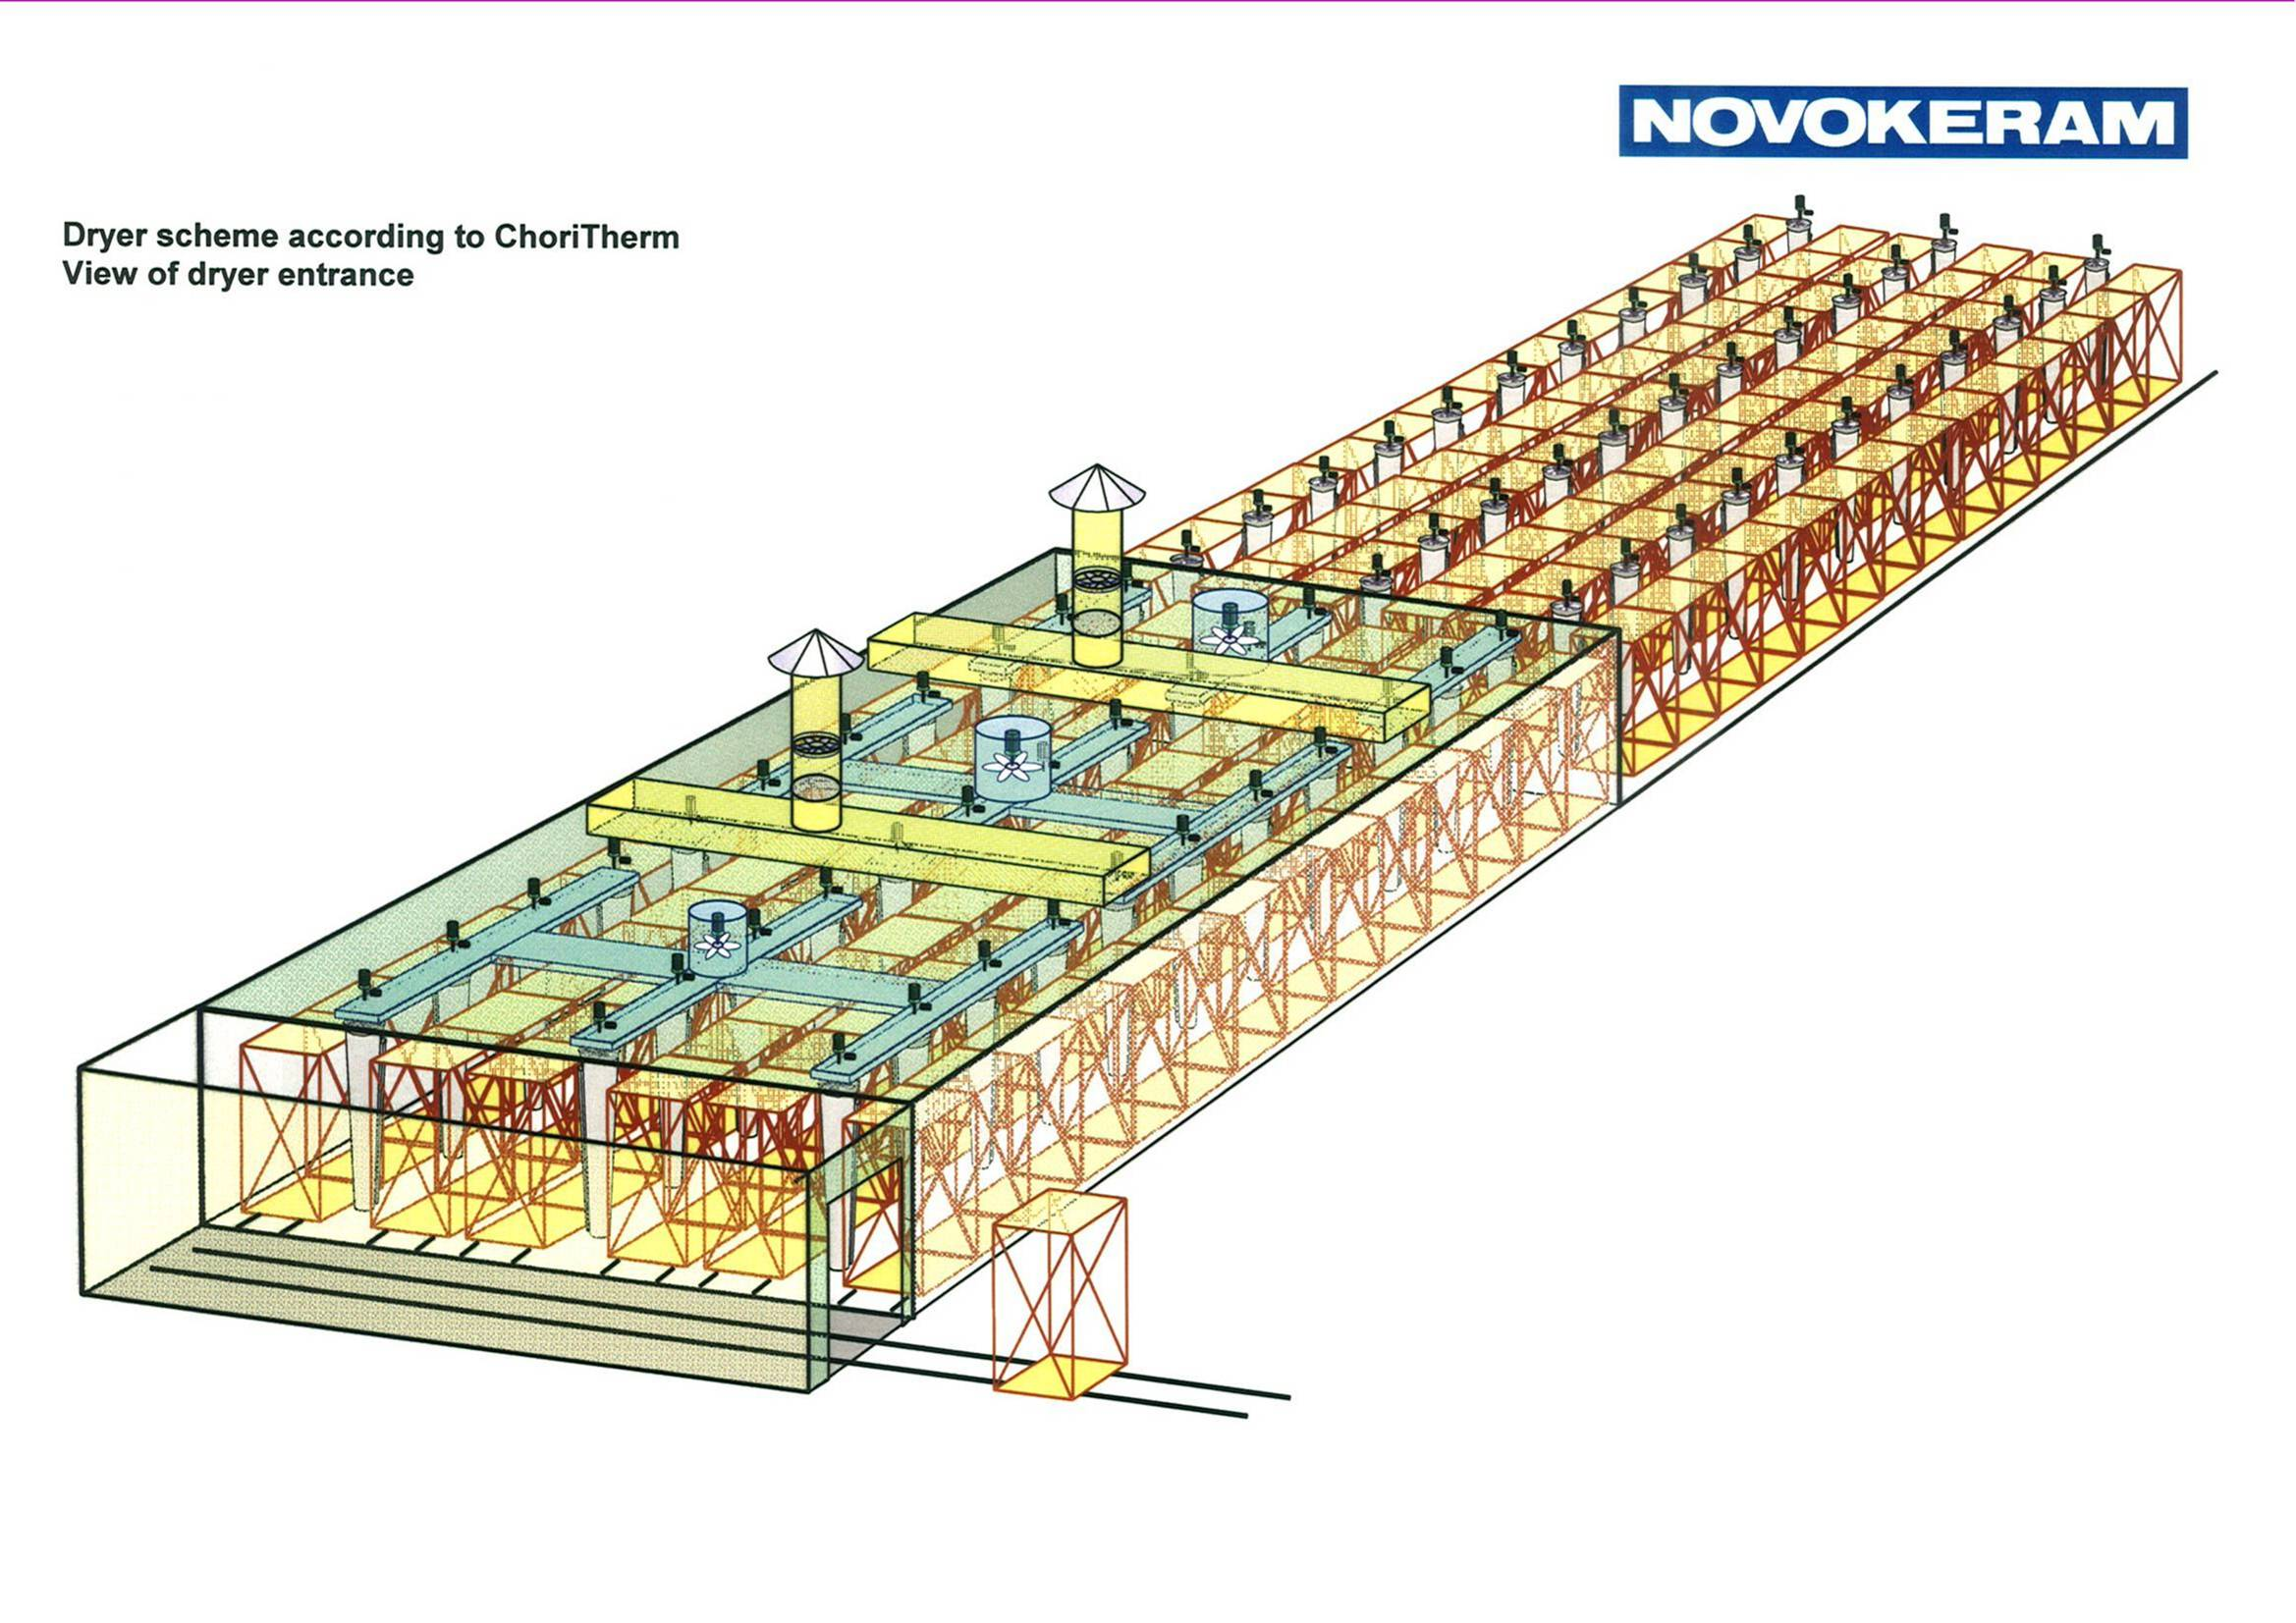 NOVOKERAM
Dryer scheme according to ChoriTherm
View of dryer entrance